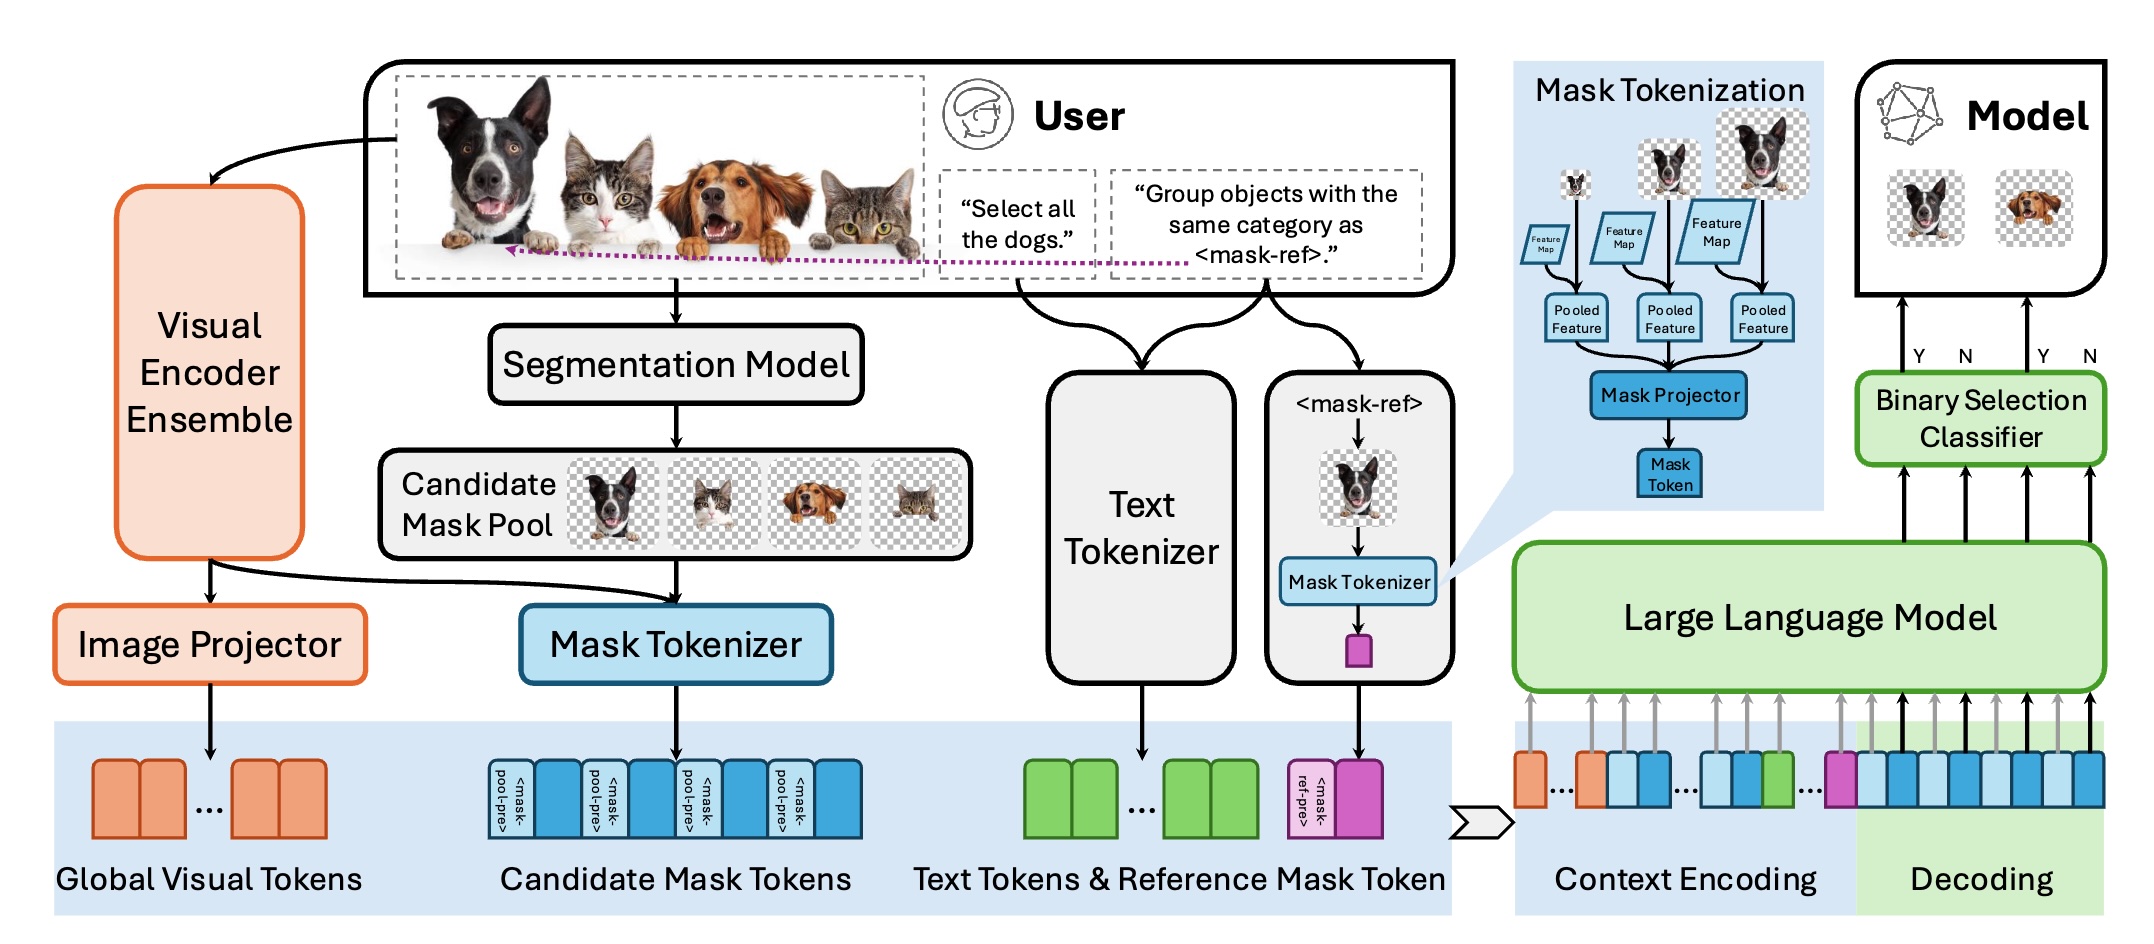 User
“Select all
the dogs.”
“Group objects with the
same category as
<mask-ref>.”
Visual
Encoder
Ensemble
Segmentation Model
Candidate
Mask Pool
Image Projector
Mask Tokenizer
Text
Tokenizer
<mask-ref>
Mask Tokenizer
Mask Tokenization
Feature
Map
Feature
Map
Feature
Map
Pooled
Feature
Pooled
Feature
Pooled
Feature
Mask Projector
Mask
Token
Model
Y N Y N
Binary Selection
Classifier
Large Language Model
...
<mask-
pool-pre>
<mask-
pool-pre>
<mask-
pool-pre>
<mask-
pool-pre>
...
<mask-
ref-pre>
... ... ...
Global Visual Tokens
Candidate Mask Tokens
Text Tokens & Reference Mask Token
Context Encoding
Decoding